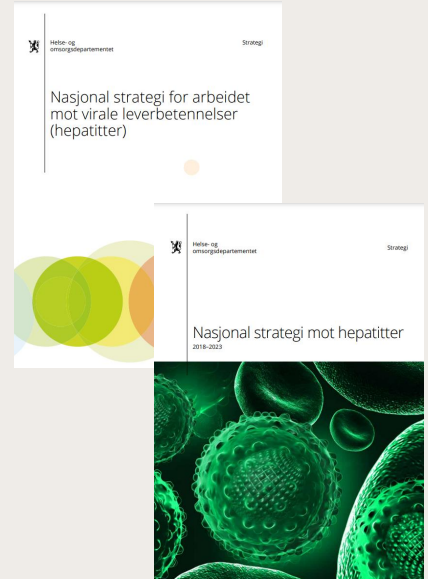 Helse- og
omsorgsdepartementet
Strategi
Nasjonal strategi for arbeidet
mot virale leverbetennelser
(hepatitter)
Helse- og
omsorgsdepartementet
Strategi
Nasjonal strategi mot hepatitter
2018–2023